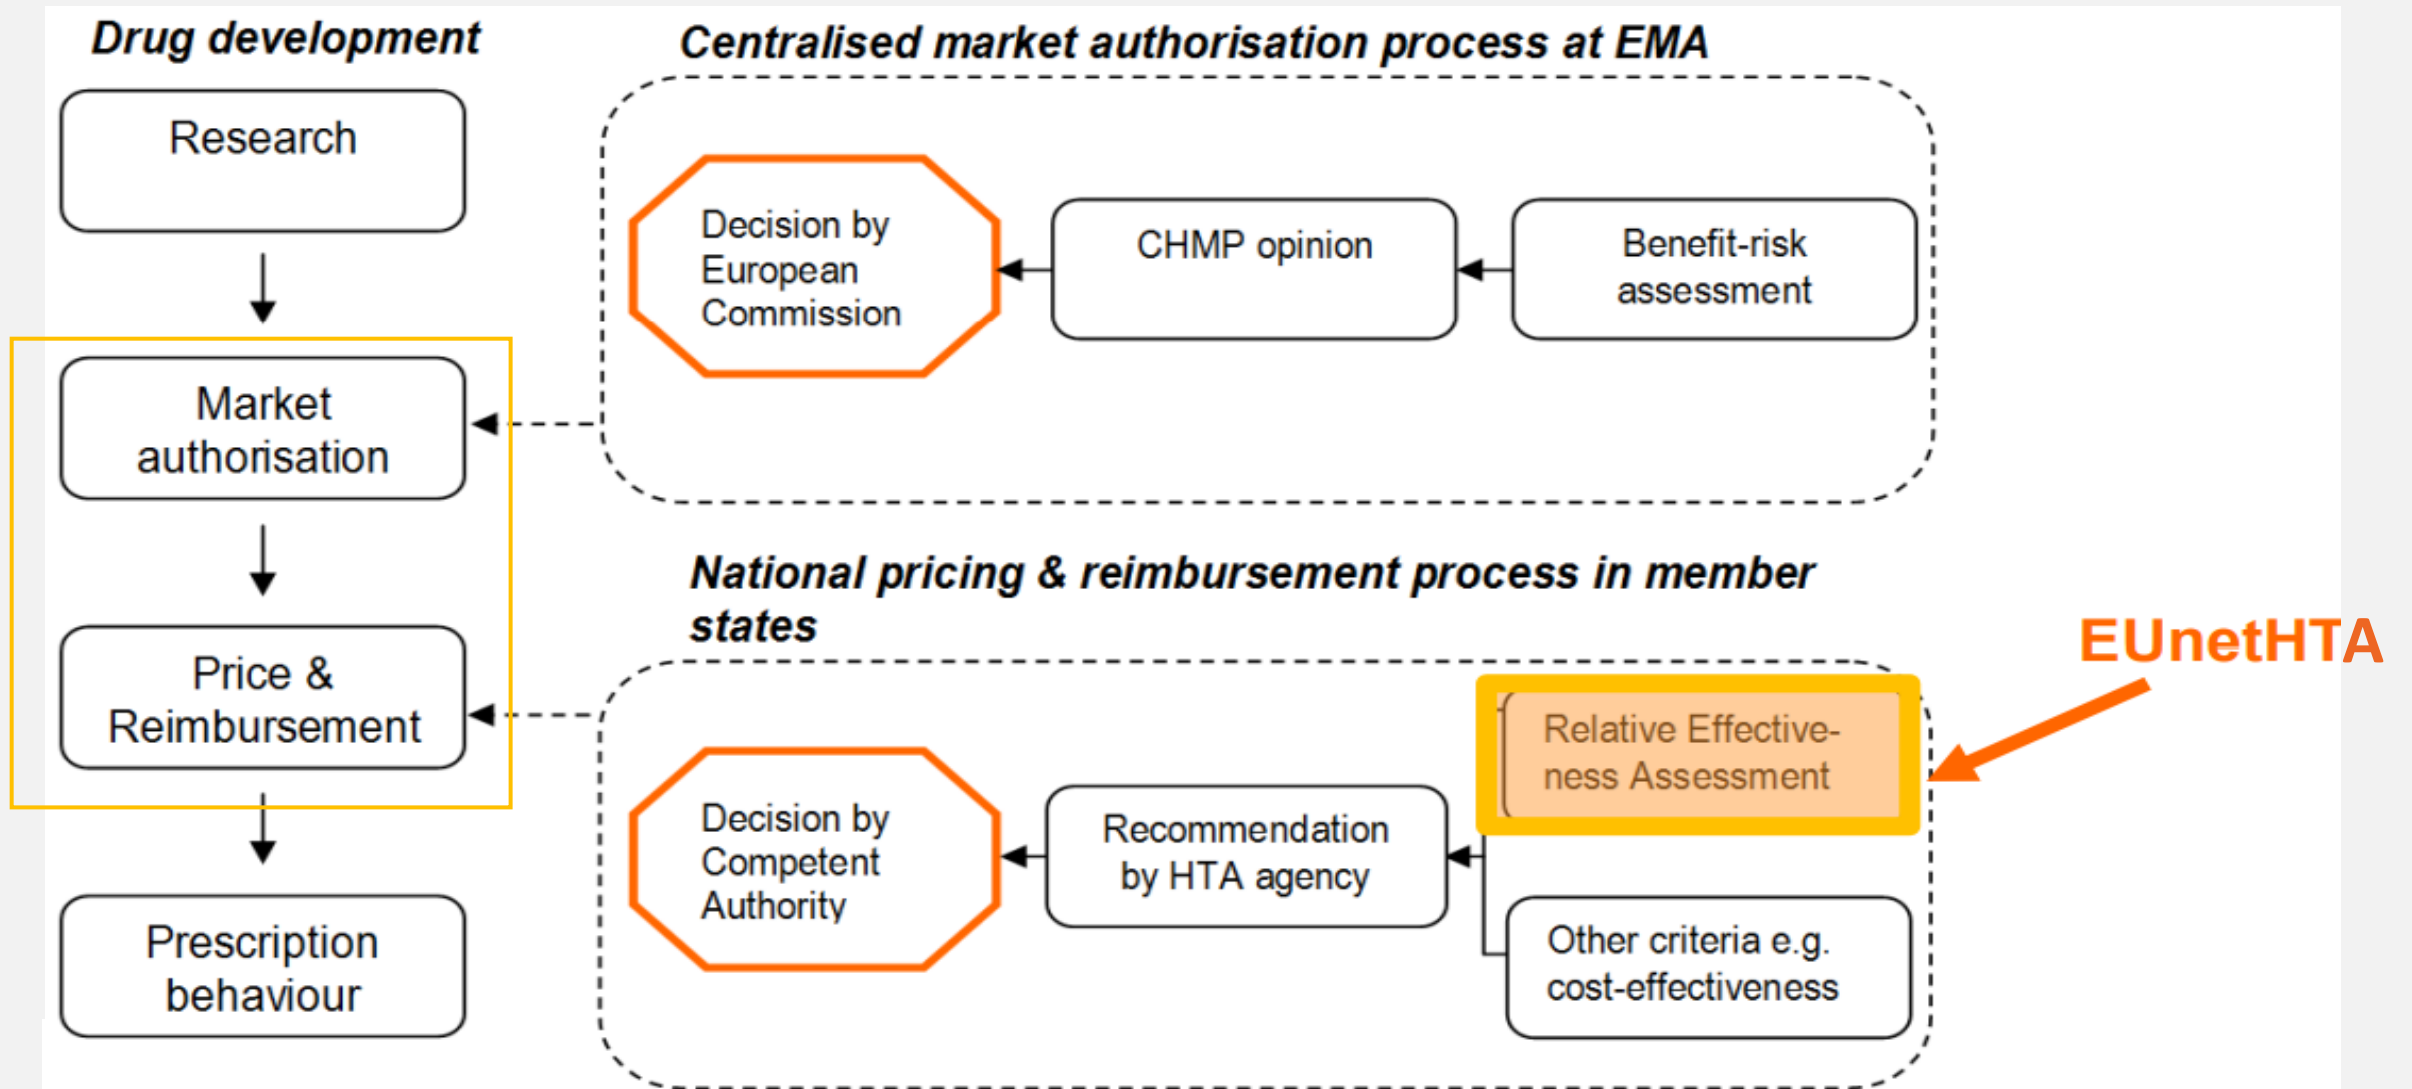 Drug development
Research
Market
authorisation
Price &
Reimbursement
Prescription
behaviour
Centralised market authorisation process at EMA
Decision by
European
Commission
CHMP opinion
Benefit-risk
assessment
National pricing & reimbursement process in member
states
Decision by
Competent
Authority
Recommendation
by HTA agency
Relative Effective-
ness Assessment
Other criteria e.g.
cost-effectiveness
EUnetHTA